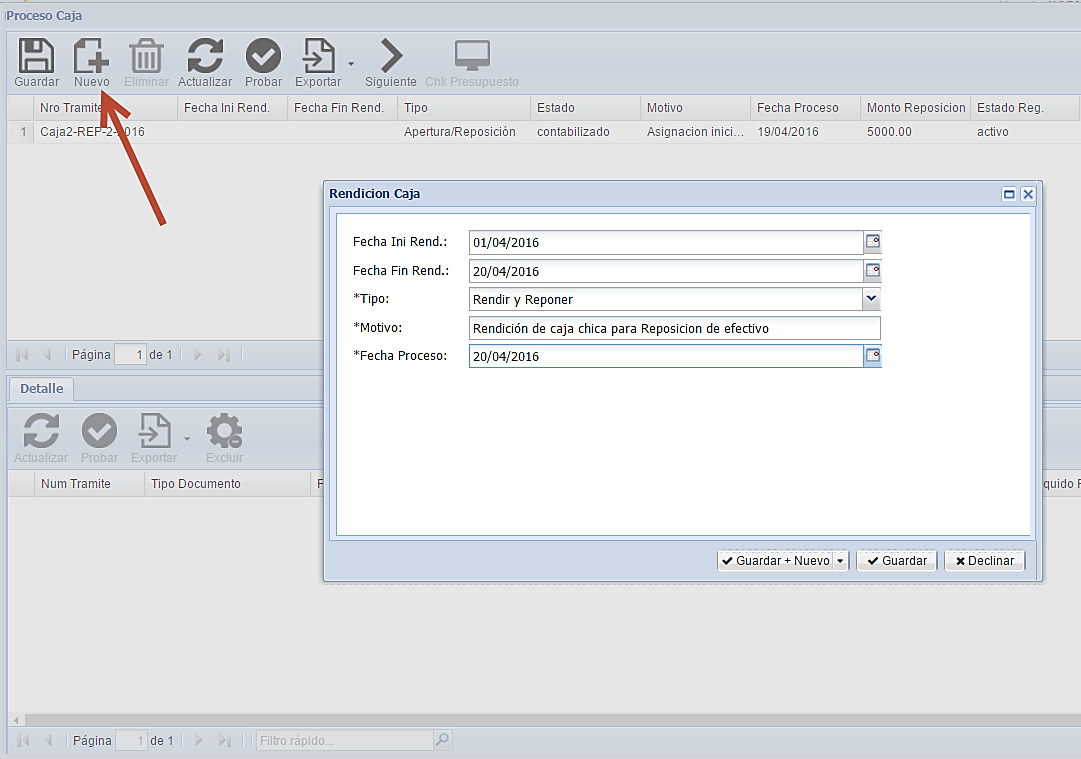 Proceso Caja
Guardar Nuevo Eliminar Actualizar Probar Exportar Siguiente Chk Presupuesto
Nro Tramite Fecha Ini Rend. Fecha Fin Rend. Tipo Estado Motivo Fecha Proceso Monto Reposicion Estado Reg.
1 Caja2-REP-2-2016 Apertura/Reposición contabilizado Asignacion inici... 19/04/2016 5000.00 activo
Rendicion Caja
Fecha Ini Rend.: 01/04/2016
Fecha Fin Rend.: 20/04/2016
*Tipo: Rendir y Reponer
*Motivo: Rendición de caja chica para Reposicion de efectivo
*Fecha Proceso: 20/04/2016
Guardar + Nuevo Guardar Declinar
Página 1 de 1
Detalle
Actualizar Probar Exportar Excluir
Num Tramite Tipo Documento F quido F
Página 1 de 1 Filtro rápido...